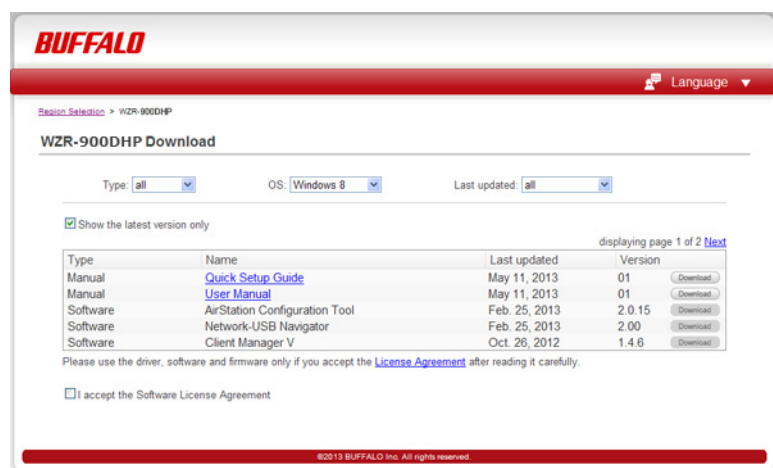 BUFFALO
Language
Region Selection > WZR-900DHP
WZR-900DHP Download
Type: all OS: Windows 8 Last updated: all
Show the latest version only
displaying page 1 of 2 Next
Type Name Last updated Version
Manual Quick Setup Guide May 11, 2013 01 Download
Manual User Manual May 11, 2013 01 Download
Software AirStation Configuration Tool Feb. 25, 2013 2.0.15 Download
Software Network-USB Navigator Feb. 25, 2013 2.00 Download
Software Client Manager V Oct. 26, 2012 1.4.6 Download
Please use the driver, software and firmware only if you accept the License Agreement after reading it carefully.
I accept the Software License Agreement
©2013 BUFFALO Inc. All rights reserved.